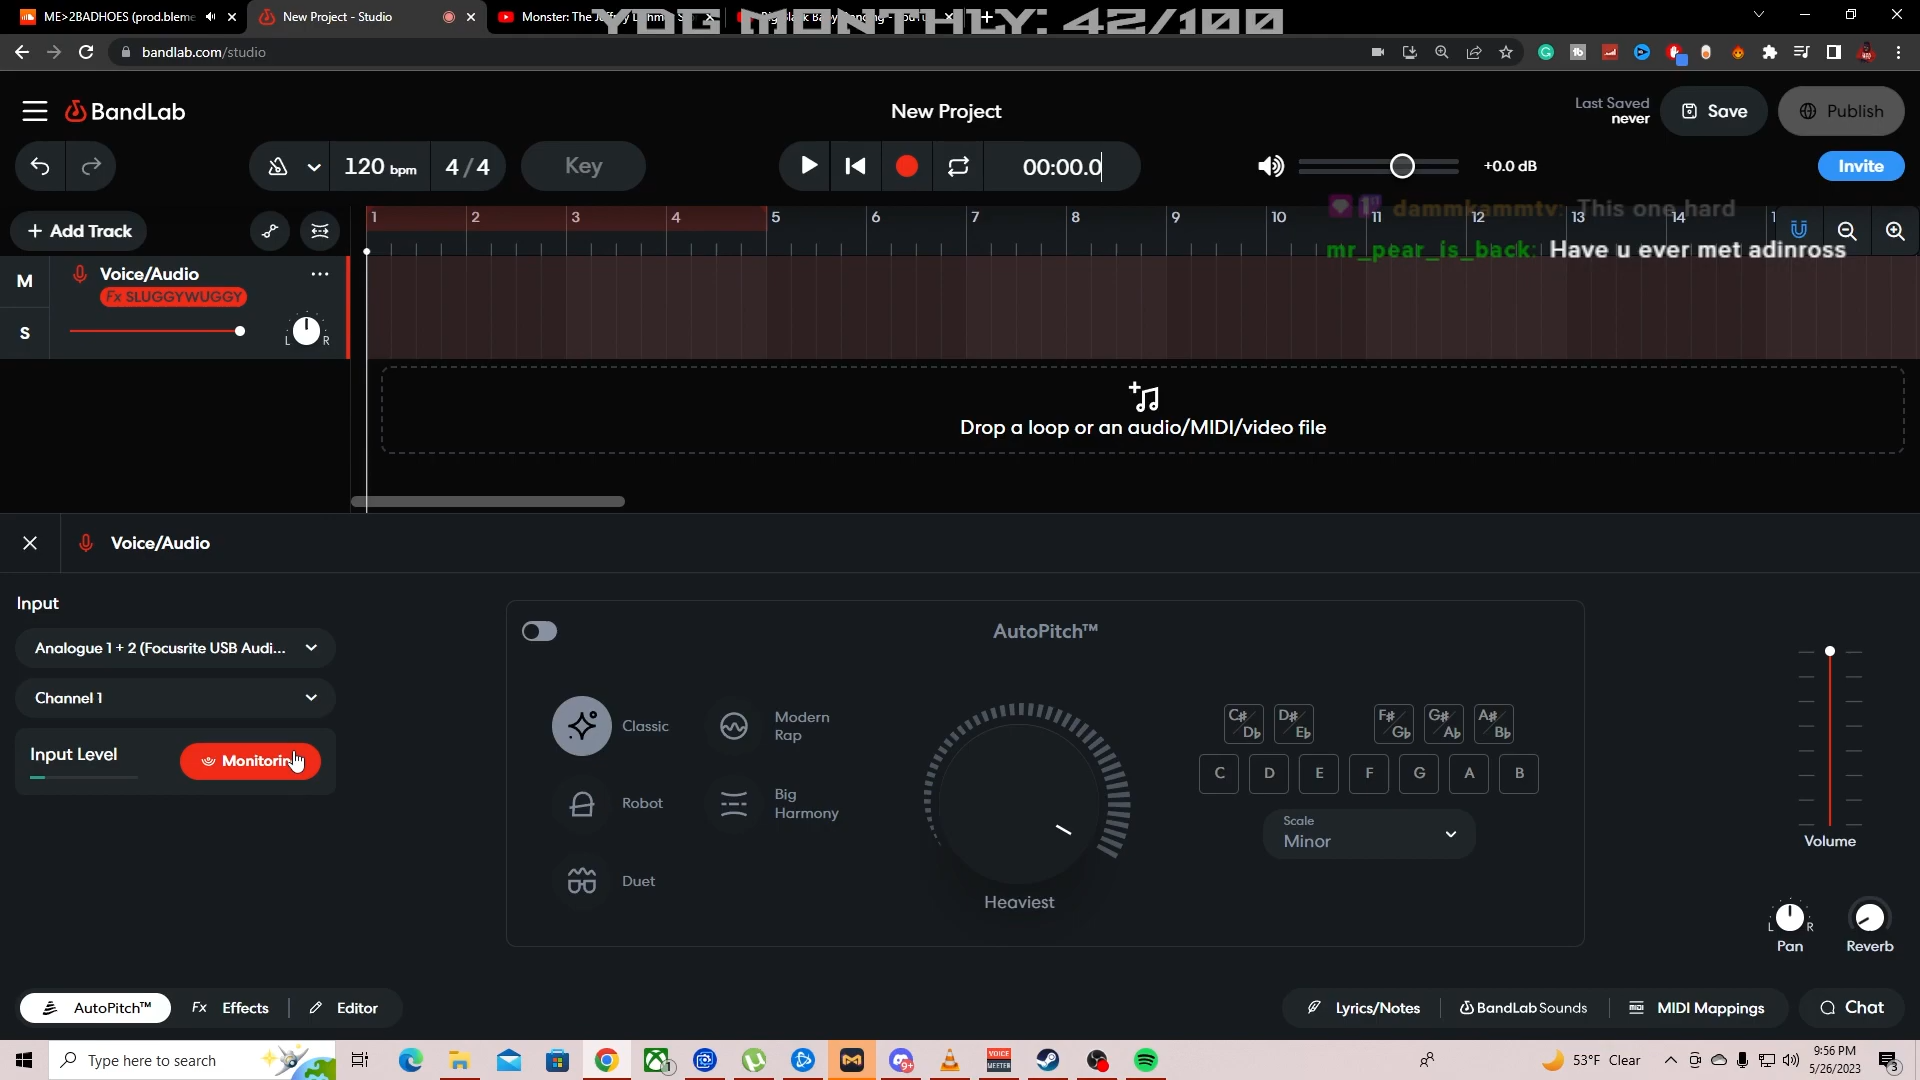 ME>2BADHOES (prod.bleme
New Project - Studio
YOG MONTHLY: 42/100
bandlab.com/studio
BandLab
New Project
Last Saved
never
Save
Publish
120 bpm
4/4
Key
00:00.0
+0.0 dB
Invite
+ Add Track
1 2 3 4 5 6 7 8 9 10 11 12 13 14
dammkammtv: This one hard
mr_pear_is_back: Have u ever met adinross
M
Voice/Audio
Fx SLUGGYWUGGY
S
L R
Drop a loop or an audio/MIDI/video file
Voice/Audio
Input
Analogue 1 + 2 (Focusrite USB Audi...
Channel 1
Input Level
Monitorin
AutoPitch™
Classic
Modern Rap
Robot
Big Harmony
Duet
Heaviest
C#/Db D#/Eb F#/Gb G#/Ab A#/Bb
C D E F G A B
Scale
Minor
Volume
L R
Pan
Reverb
AutoPitch™
Fx Effects
Editor
Lyrics/Notes
BandLab Sounds
MIDI Mappings
Chat
Type here to search
VOICE MEETER
53°F Clear
9:56 PM
5/26/2023
3